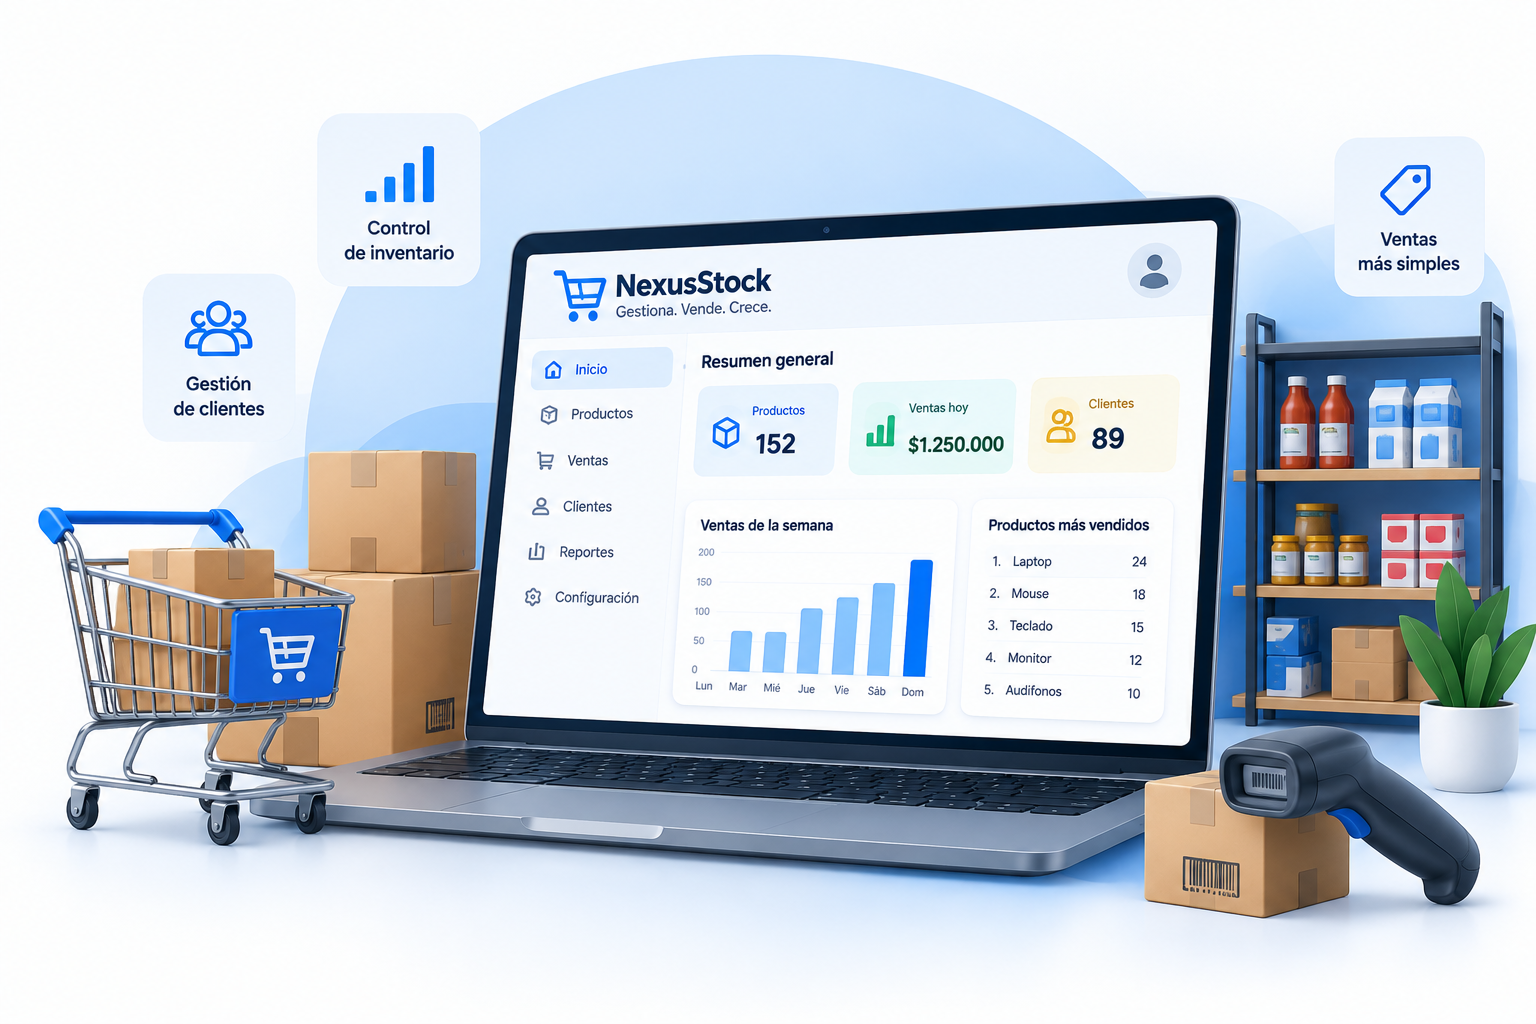 Control
de inventario
Gestión
de clientes
Ventas
más simples
NexusStock
Gestiona. Vende. Crece.
Inicio
Productos
Ventas
Clientes
Reportes
Configuración
Resumen general
Productos
152
Ventas hoy
$1.250.000
Clientes
89
Ventas de la semana
200
150
100
50
0
Lun Mar Mié Jue Vie Sáb Dom
Productos más vendidos
1. Laptop 24
2. Mouse 18
3. Teclado 15
4. Monitor 12
5. Audifonos 10